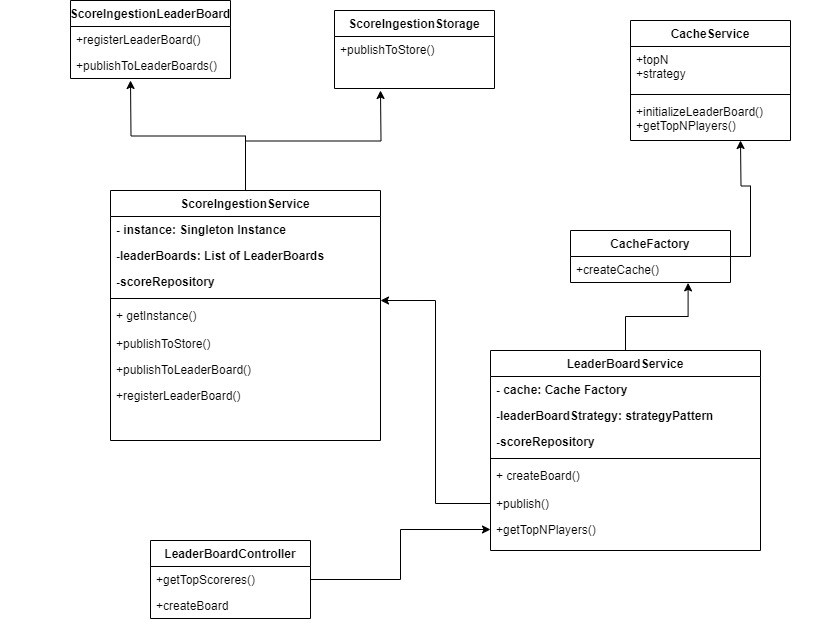 ScoreIngestionLeaderBoard
+registerLeaderBoard()
+publishToLeaderBoards()
ScoreIngestionStorage
+publishToStore()
CacheService
+topN
+strategy
+initializeLeaderBoard()
+getTopNPlayers()
ScoreIngestionService
- instance: Singleton Instance
-leaderBoards: List of LeaderBoards
-scoreRepository
+ getInstance()
+publishToStore()
+publishToLeaderBoard()
+registerLeaderBoard()
CacheFactory
+createCache()
LeaderBoardService
- cache: Cache Factory
-leaderBoardStrategy: strategyPattern
-scoreRepository
+ createBoard()
+publish()
+getTopNPlayers()
LeaderBoardController
+getTopScoreres()
+createBoard